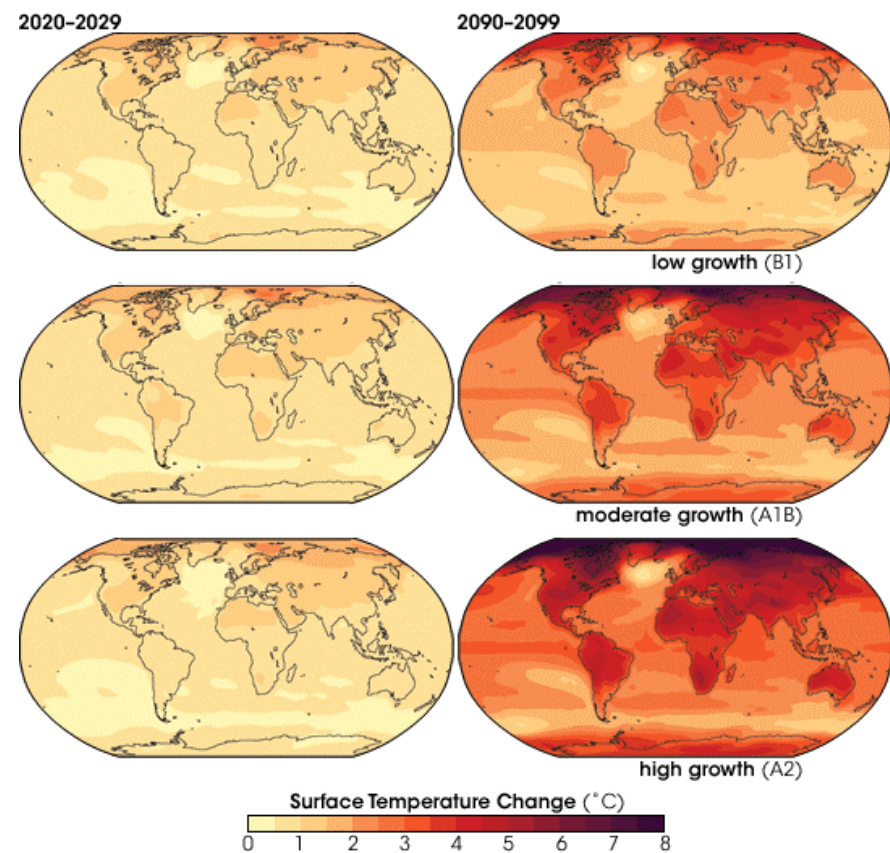 2020–2029 2090–2099
low growth (B1)
moderate growth (A1B)
high growth (A2)
Surface Temperature Change (°C)
0 1 2 3 4 5 6 7 8